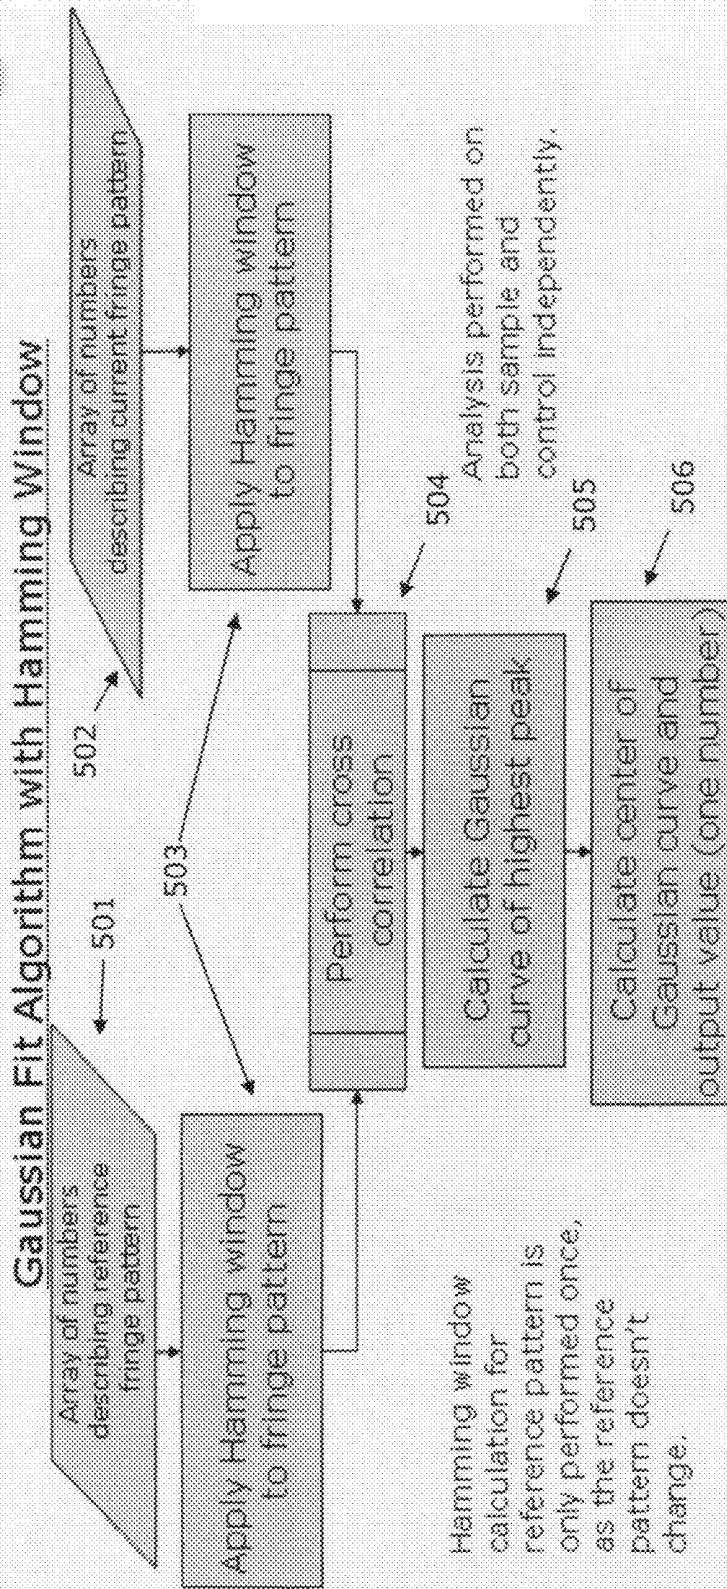 Gaussian Fit Algorithm with Hamming Window
Array of numbers
describing reference
fringe pattern
501
Apply Hamming window
to fringe pattern
502
Array of numbers
describing current fringe pattern
Apply Hamming window
to fringe pattern
503
Perform cross
correlation
504
Calculate Gaussian
curve of highest peak
505
Calculate center of
Gaussian curve and
output value (one number)
506
Hamming window
calculation for
reference pattern is
only performed once,
as the reference
pattern doesn't
change.
Analysis performed on
both sample and
control independently.